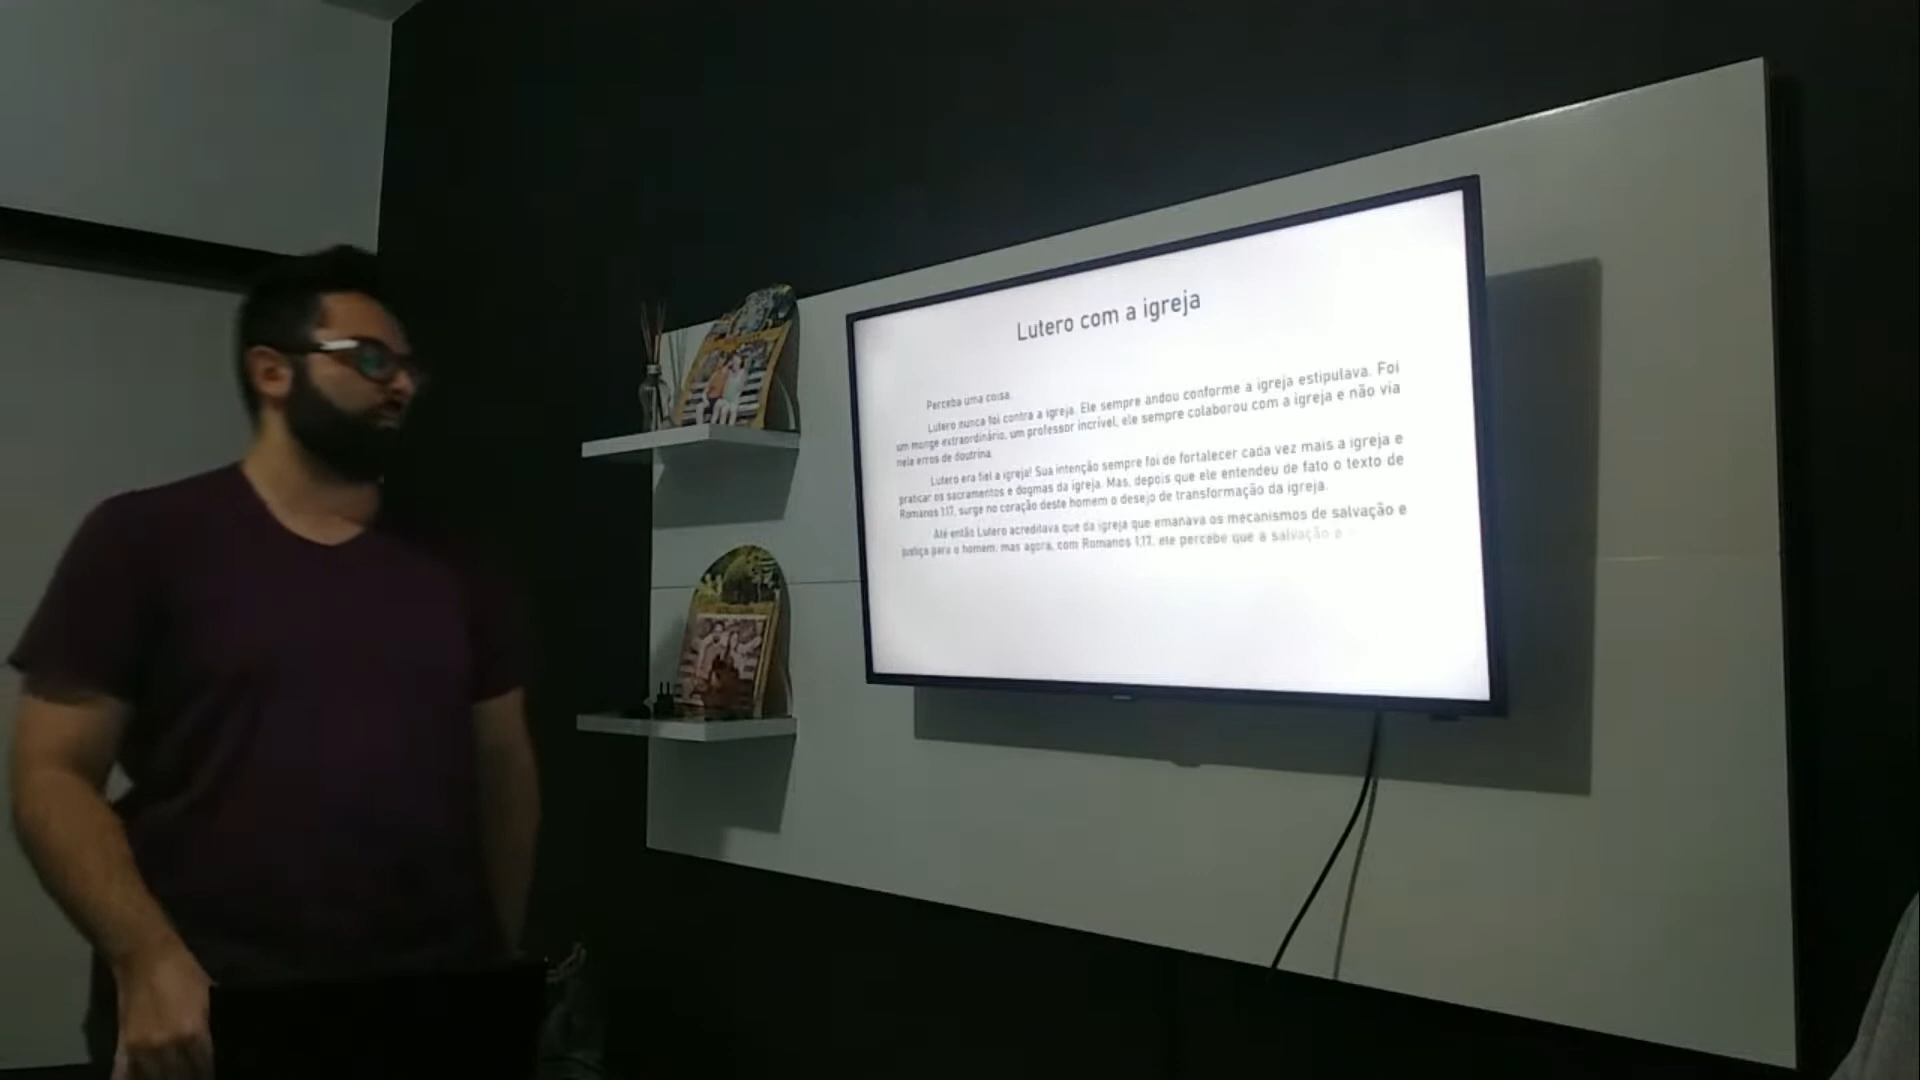 Lutero com a igreja
Perceba uma coisa.
Lutero nunca foi contra a igreja. Ele sempre andou conforme a igreja estipulava. Foi
um monge extraordinário, um professor incrível, ele sempre colaborou com a igreja e não via
nela erros de doutrina.
Lutero era fiel a igreja! Sua intenção sempre foi de fortalecer cada vez mais a igreja e
praticar os sacramentos e dogmas da igreja. Mas, depois que ele entendeu de fato o texto de
Romanos 1:17, surge no coração deste homem o desejo de transformação da igreja.
Até então Lutero acreditava que da igreja que emanava os mecanismos de salvação e
justiça para o homem, mas agora, com Romanos 1:17, ele percebe que a salvação e